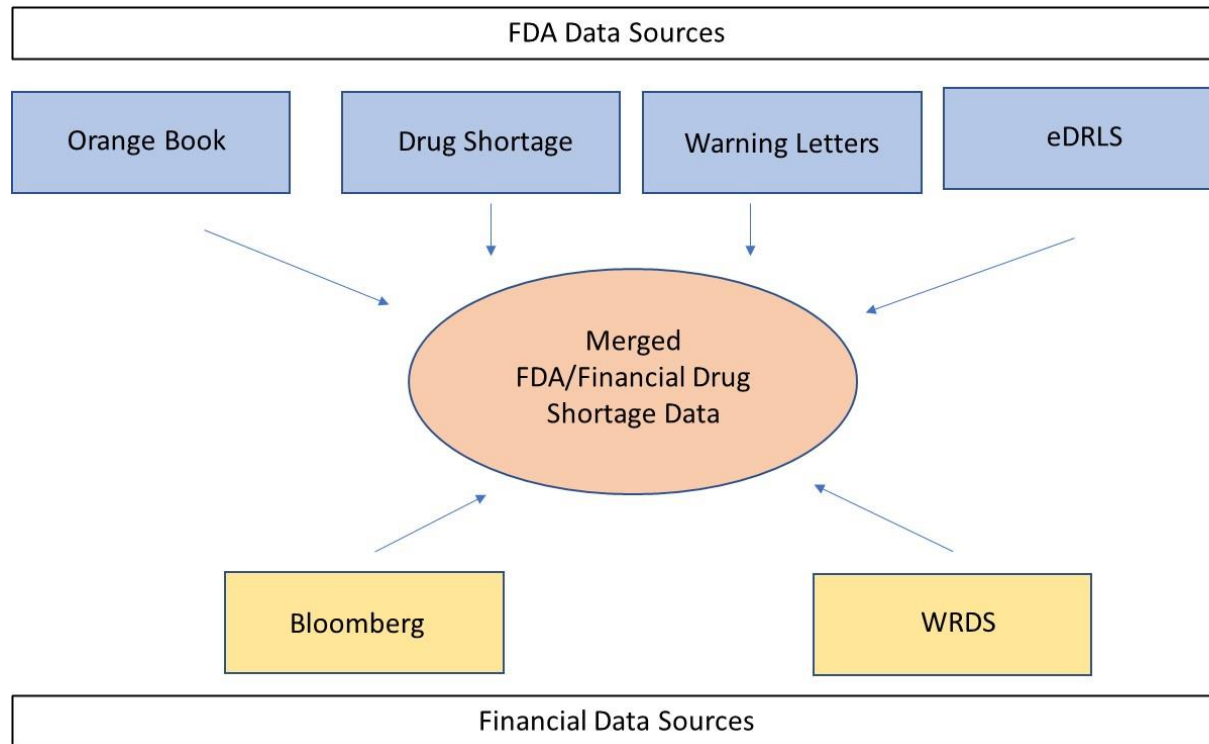 FDA Data Sources
Orange Book
Drug Shortage
Warning Letters
eDRLS
Merged
FDA/Financial Drug
Shortage Data
Bloomberg
WRDS
Financial Data Sources